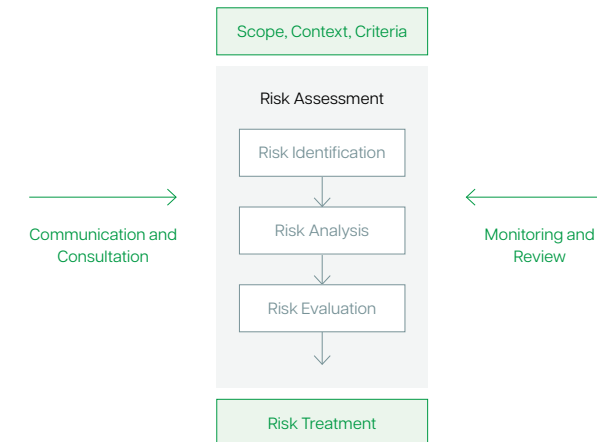 Scope, Context, Criteria
Risk Assessment
Risk Identification
Risk Analysis
Risk Evaluation
Communication and
Consultation
Monitoring and
Review
Risk Treatment